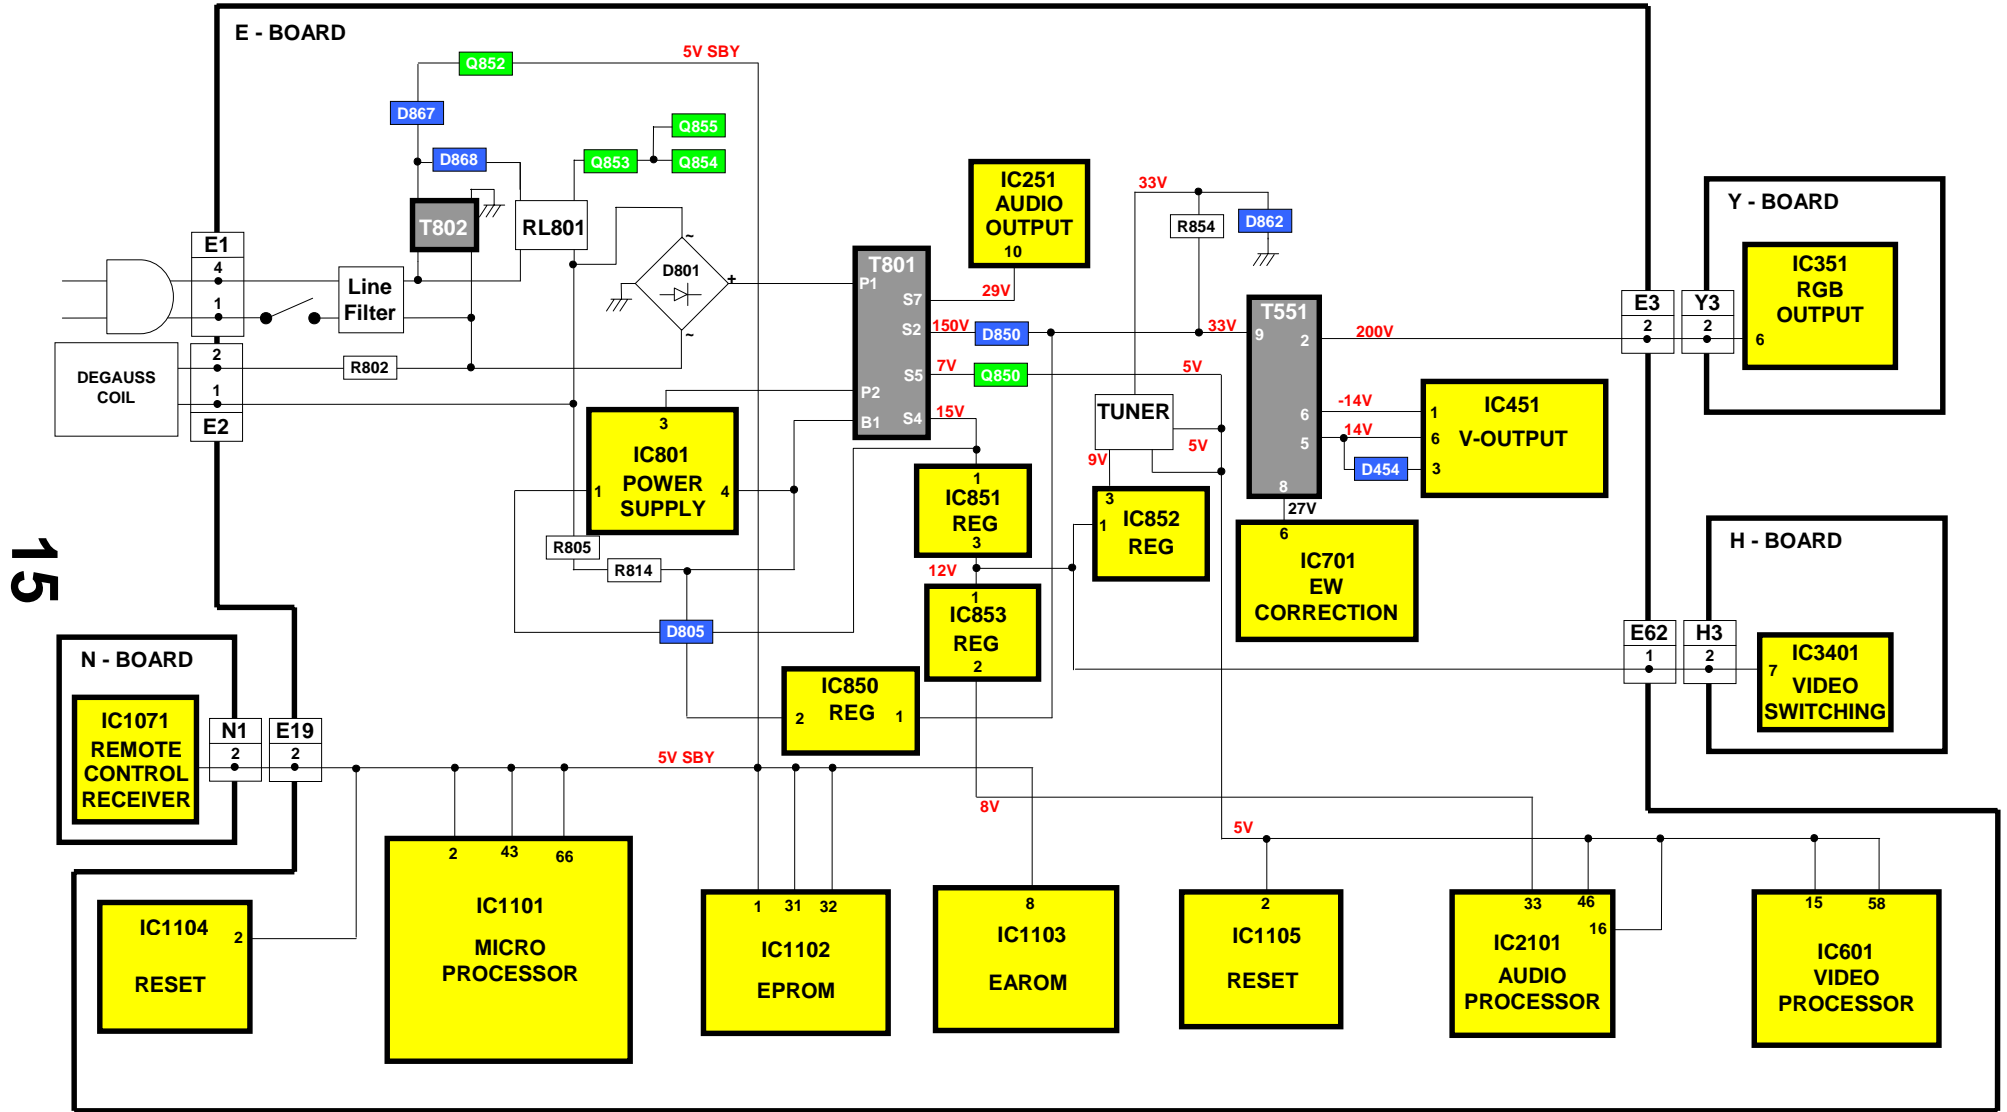 E - BOARD
5V SBY
Q852
D867
Q855
D868
Q853
Q854
T802
RL801
E1
4
1
Line
Filter
D801
~
+
~
T801
P1
S7
S2
S5
P2
S4
B1
IC251
AUDIO
OUTPUT
10
29V
150V
D850
7V
Q850
15V
33V
R854
D862
33V
5V
TUNER
5V
9V
T551
9
2
6
5
8
200V
-14V
14V
D454
27V
E3
2
Y3
2
Y - BOARD
IC351
RGB
OUTPUT
6
1
6
3
IC451
V-OUTPUT
DEGAUSS
COIL
2
1
E2
R802
3
IC801
POWER
SUPPLY
1
4
R805
R814
D805
1
IC851
REG
3
12V
1
IC853
REG
2
3
1
IC852
REG
6
IC701
EW
CORRECTION
H - BOARD
E62
1
H3
2
IC3401
7
VIDEO
SWITCHING
15
N - BOARD
IC1071
REMOTE
CONTROL
RECEIVER
N1
2
E19
2
IC850
REG
2
1
5V SBY
8V
5V
IC1104
2
RESET
2
43
66
IC1101
MICRO
PROCESSOR
1
31
32
IC1102
EPROM
8
IC1103
EAROM
2
IC1105
RESET
33
46
16
IC2101
AUDIO
PROCESSOR
15
58
IC601
VIDEO
PROCESSOR